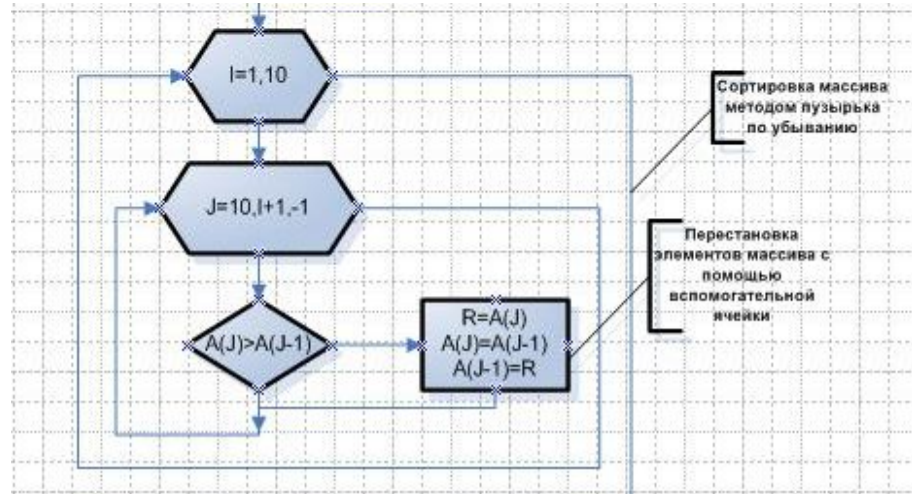 I=1,10
Сортировка массива
методом пузырька
по убыванию
J=10,I+1,-1
Перестановка
элементов массива с
помощью
вспомогательной
ячейки
A(J)>A(J-1)
R=A(J)
A(J)=A(J-1)
A(J-1)=R